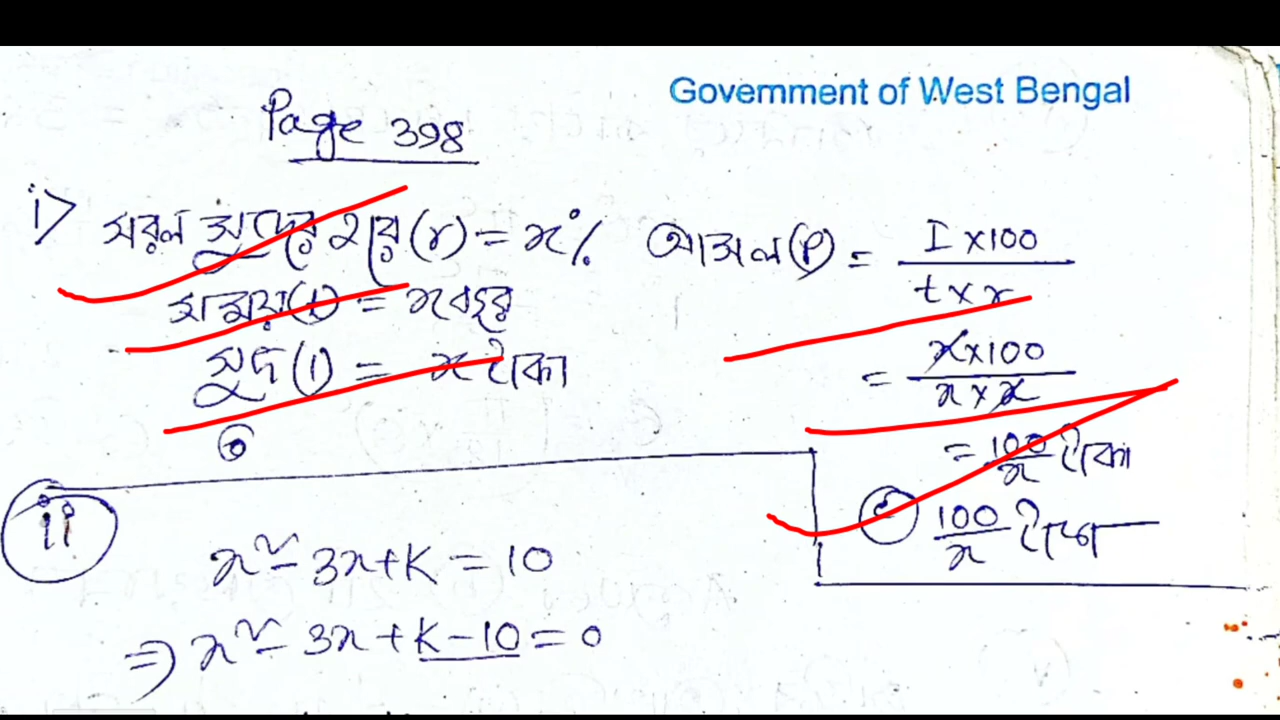 Government of West Bengal
Page 398
i> সরল সুদের হার (r) = x%
সময় (t) = x বছর
সুদ (I) = x টাকা
আসল (P) = I × 100 / t × r
= x × 100 / x × x
= 100 / x টাকা
100 / x টাকা
ii
x² - 3x + K = 10
⇒ x² - 3x + k - 10 = 0